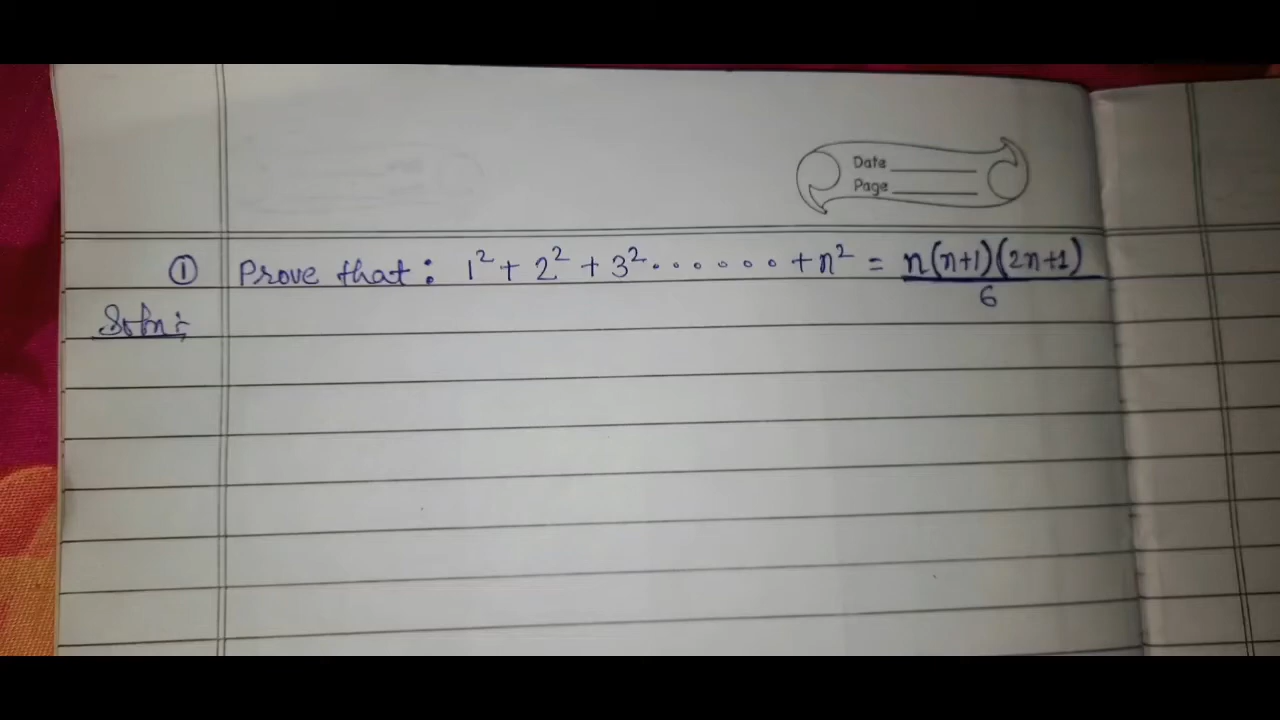 Date
Page
① Prove that : 1² + 2² + 3² . . . . . . . + n² = n(n+1)(2n+1)/6
Soln :-